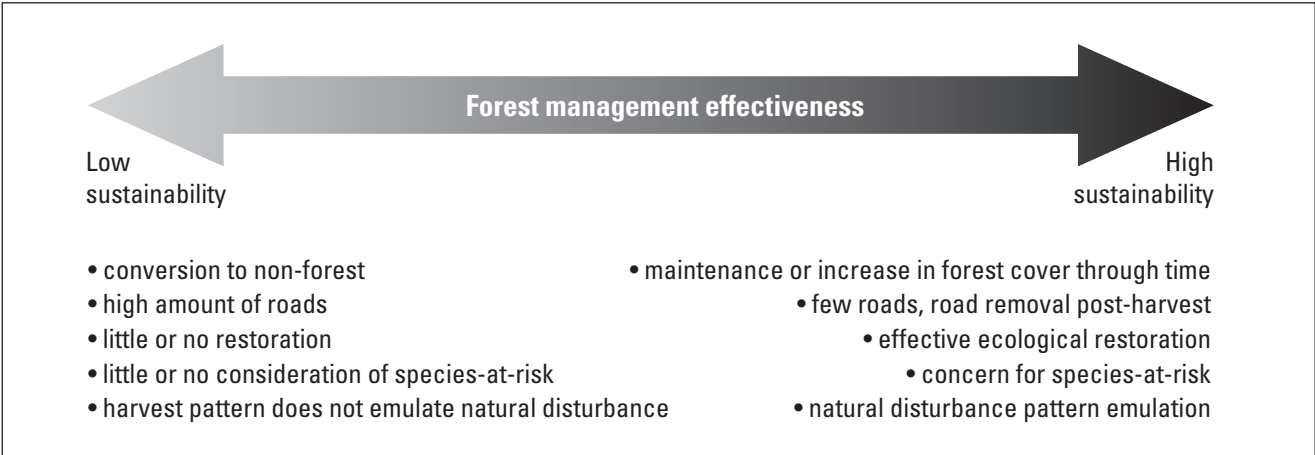 Forest management effectiveness
Low
sustainability
High
sustainability
• conversion to non-forest
• high amount of roads
• little or no restoration
• little or no consideration of species-at-risk
• harvest pattern does not emulate natural disturbance
• maintenance or increase in forest cover through time
• few roads, road removal post-harvest
• effective ecological restoration
• concern for species-at-risk
• natural disturbance pattern emulation